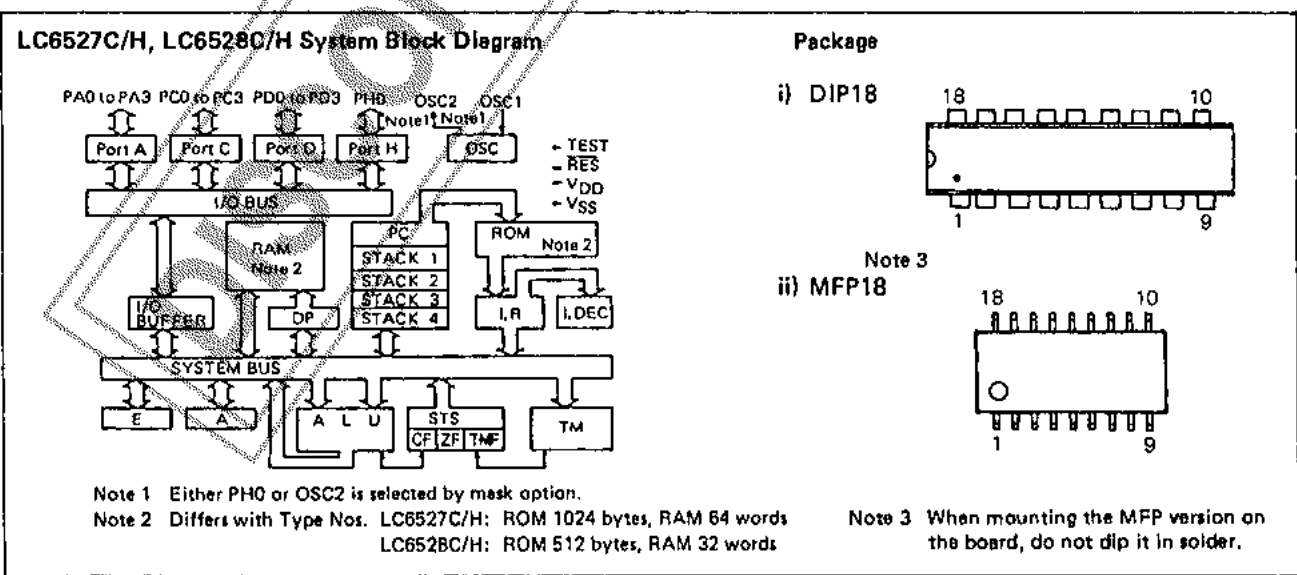 LC6527C/H, LC6528C/H System Block Diagram
PA0 to PA3 PC0 to PC3 PD0 to PD3 PH0 OSC2 OSC1
Note1 Note1
Port A Port C Port D Port H OSC
TEST
RES
VDD
VSS
I/O BUS
RAM
Note 2
PC
STACK 1
STACK 2
STACK 3
STACK 4
ROM
Note 2
I/O
BUFFER
DP
I.R
I.DEC
SYSTEM BUS
E
A
A L U
STS
CF ZF TMF
TM
Note 1 Either PH0 or OSC2 is selected by mask option.
Note 2 Differs with Type Nos. LC6527C/H: ROM 1024 bytes, RAM 64 words
LC6528C/H: ROM 512 bytes, RAM 32 words
Package
i) DIP18
18 10
1 9
Note 3
ii) MFP18
18 10
1 9
Note 3 When mounting the MFP version on
the board, do not dip it in solder.